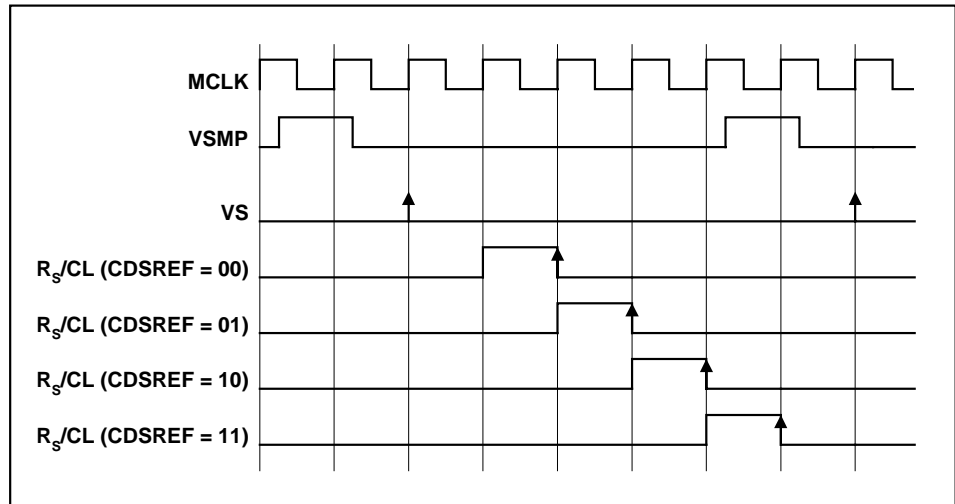 MCLK
VSMP
VS
RS/CL (CDSREF = 00)
RS/CL (CDSREF = 01)
RS/CL (CDSREF = 10)
RS/CL (CDSREF = 11)